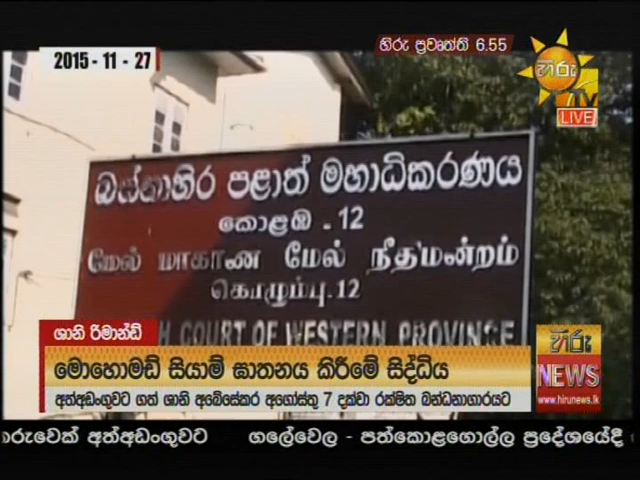 2015 - 11 - 27
හිරු ප්‍රවෘත්ති 6.55
හිරු
TV
LIVE
බස්නාහිර පළාත් මහාධිකරණය
කොළඹ - 12
மேல் மாகாண மேல் நீதிமன்றம்
கொழும்பு.12
H COURT OF WESTERN PROVINCE
ශානි රිමාන්ඩ්
මොහොමඩ් සියාම් ඝාතනය කිරීමේ සිද්ධිය
අත්අඩංගුවට ගත් ශානි අබේසේකර අගෝස්තු 7 දක්වා රක්ෂිත බන්ධනාගාරයට
හිරු
NEWS
www.hirunews.lk
රුවෙක් අත්අඩංගුවට ගලේවෙල - පත්කොළගොල්ල ප්‍රදේශයේදී